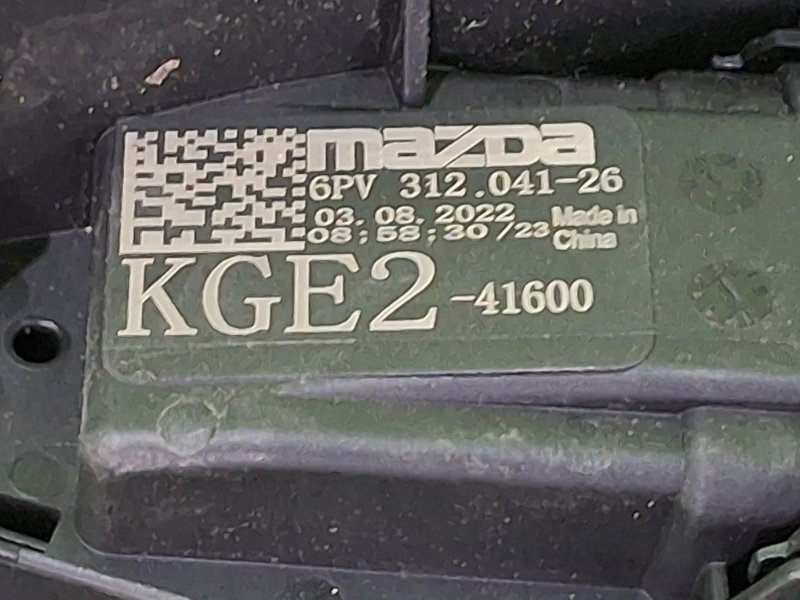 mazda
6PV 312.041-26
03.08.2022
08:58:30/23
Made in
China
KGE2-41600